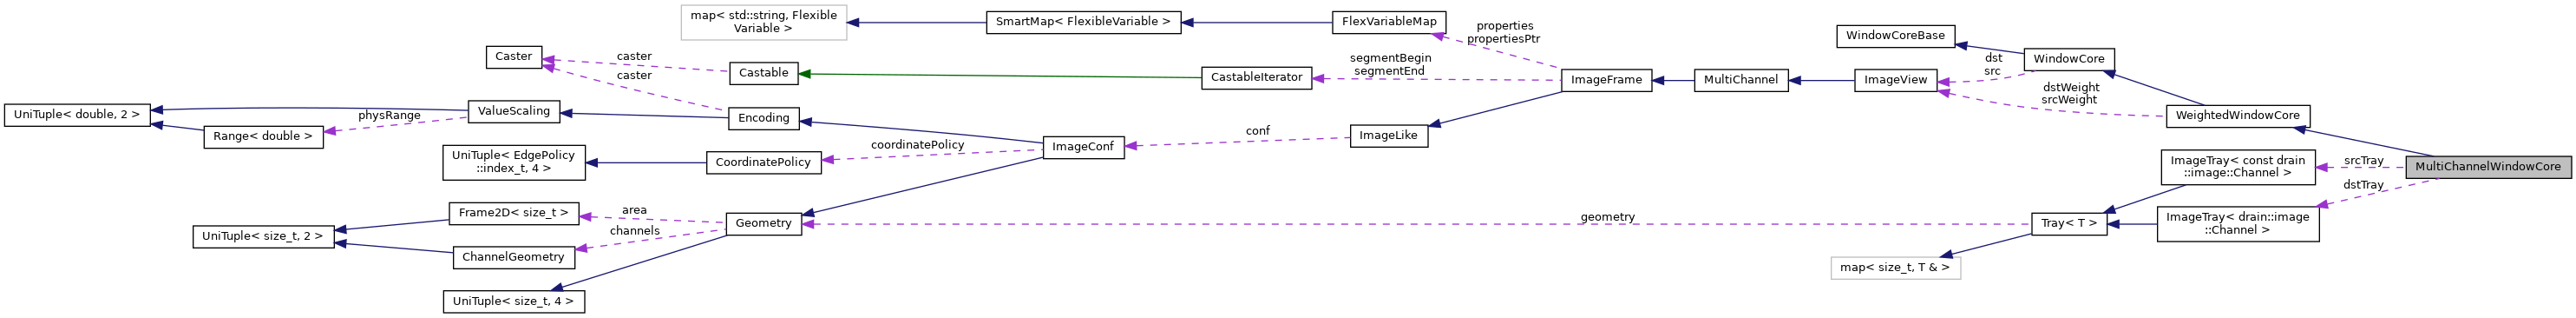 map< std::string, Flexible
Variable >
SmartMap< FlexibleVariable >
FlexVariableMap
properties
propertiesPtr
WindowCoreBase
Caster
caster
caster
Castable
CastableIterator
segmentBegin
segmentEnd
ImageFrame
MultiChannel
ImageView
dst
src
WindowCore
dstWeight
srcWeight
WeightedWindowCore
UniTuple< double, 2 >
ValueScaling
physRange
Range< double >
Encoding
ImageConf
conf
ImageLike
UniTuple< EdgePolicy
::index_t, 4 >
CoordinatePolicy
coordinatePolicy
ImageTray< const drain
::image::Channel >
srcTray
MultiChannelWindowCore
dstTray
UniTuple< size_t, 2 >
Frame2D< size_t >
area
channels
ChannelGeometry
Geometry
geometry
Tray< T >
ImageTray< drain::image
::Channel >
map< size_t, T & >
UniTuple< size_t, 4 >